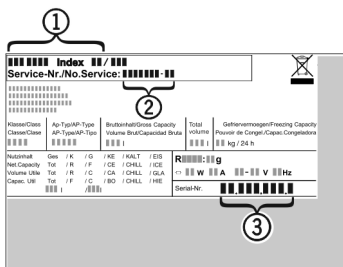 1
Index /
Service-Nr./No.Service: -
2
Klasse/Class Ap-Typ/AP-Type Bruttoinhalt/Gross Capacity Total Gefriervermoegen/Freezing Capacity
Classe/Clase AP-Type/AP-Tipo Volume Brut/Capacidad Bruta volume Pouvoir de Congel./Capac.Congeladora
l l kg / 24 h
Nutzinhalt Ges / K / G / KE / KALT / EIS
Net.Capacity Tot / R / F / CE / CHILL / ICE
Volume Utile Tot / R / C / CA / CHILL / GLA
Capac. Util Tot / F / C / BO / CHILL / HIE
l / l
R : g
W A - V Hz
Serial-Nr. . . .
3